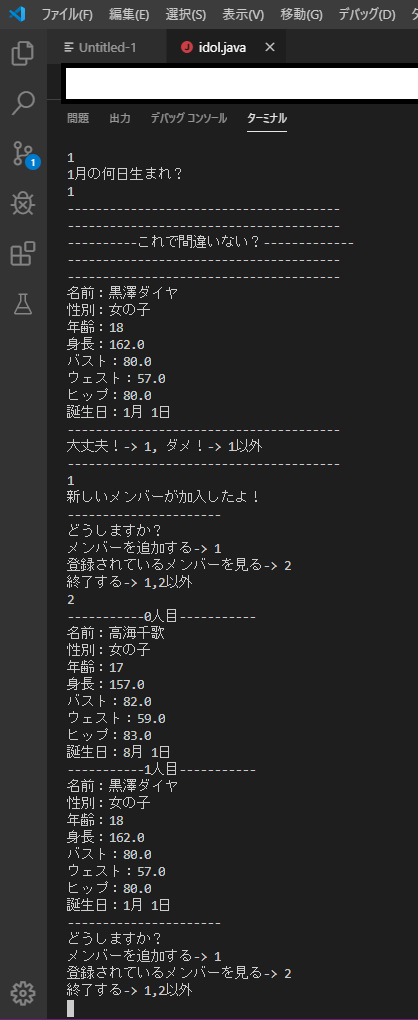 ファイル(F) 編集(E) 選択(S) 表示(V) 移動(G) デバッグ(D)
Untitled-1 idol.java
問題 出力 デバッグ コンソール ターミナル
1
1月の何日生まれ？
1
---------------------------------------
---------------------------------------
----------これで間違いない？-------------
---------------------------------------
---------------------------------------
名前：黒澤ダイヤ
性別：女の子
年齢：18
身長：162.0
バスト：80.0
ウェスト：57.0
ヒップ：80.0
誕生日：1月 1日
---------------------------------------
大丈夫！-> 1, ダメ！-> 1以外
---------------------------------------
1
新しいメンバーが加入したよ！
----------------------
どうしますか？
メンバーを追加する-> 1
登録されているメンバーを見る-> 2
終了する-> 1,2以外
2
-----------0人目-----------
名前：高海千歌
性別：女の子
年齢：17
身長：157.0
バスト：82.0
ウェスト：59.0
ヒップ：83.0
誕生日：8月 1日
-----------1人目-----------
名前：黒澤ダイヤ
性別：女の子
年齢：18
身長：162.0
バスト：80.0
ウェスト：57.0
ヒップ：80.0
誕生日：1月 1日
----------------------
どうしますか？
メンバーを追加する-> 1
登録されているメンバーを見る-> 2
終了する-> 1,2以外
1